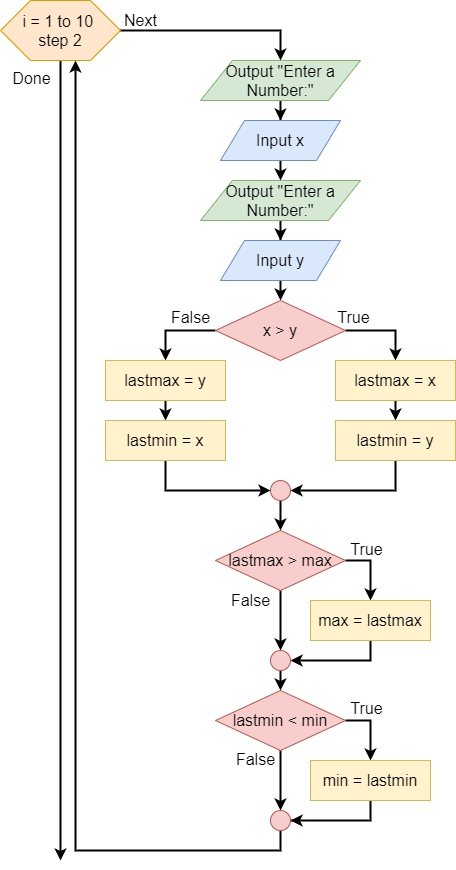 i = 1 to 10
step 2
Next
Done
Output "Enter a
Number:"
Input x
Output "Enter a
Number:"
Input y
False
x > y
True
lastmax = y
lastmax = x
lastmin = x
lastmin = y
lastmax > max
True
False
max = lastmax
lastmin < min
True
False
min = lastmin